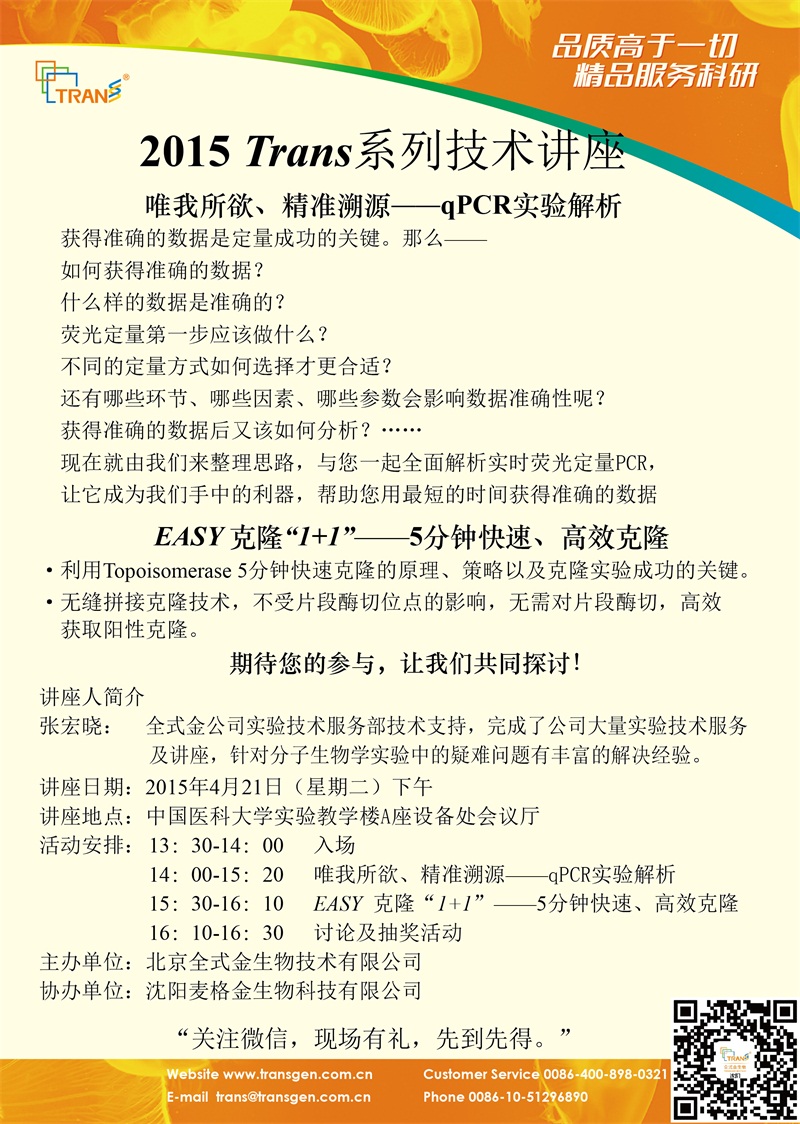 品质高于一切
精品服务科研
TRANS®
2015 Trans系列技术讲座
唯我所欲、精准溯源——qPCR实验解析
获得准确的数据是定量成功的关键。那么——
如何获得准确的数据？
什么样的数据是准确的？
荧光定量第一步应该做什么？
不同的定量方式如何选择才更合适？
还有哪些环节、哪些因素、哪些参数会影响数据准确性呢？
获得准确的数据后又该如何分析？……
现在就由我们来整理思路，与您一起全面解析实时荧光定量PCR，
让它成为我们手中的利器，帮助您用最短的时间获得准确的数据
EASY 克隆“1+1”——5分钟快速、高效克隆
·利用Topoisomerase 5分钟快速克隆的原理、策略以及克隆实验成功的关键。
·无缝拼接克隆技术，不受片段酶切位点的影响，无需对片段酶切，高效
获取阳性克隆。
期待您的参与，让我们共同探讨！
讲座人简介
张宏晓： 全式金公司实验技术服务部技术支持，完成了公司大量实验技术服务
及讲座，针对分子生物学实验中的疑难问题有丰富的解决经验。
讲座日期：2015年4月21日（星期二）下午
讲座地点：中国医科大学实验教学楼A座设备处会议厅
活动安排：13：30-14：00 入场
14：00-15：20 唯我所欲、精准溯源——qPCR实验解析
15：30-16：10 EASY 克隆“1+1”——5分钟快速、高效克隆
16：10-16：30 讨论及抽奖活动
主办单位：北京全式金生物技术有限公司
协办单位：沈阳麦格金生物科技有限公司
“关注微信，现场有礼，先到先得。”
Website www.transgen.com.cn Customer Service 0086-400-898-0321
E-mail trans@transgen.com.cn Phone 0086-10-51296890